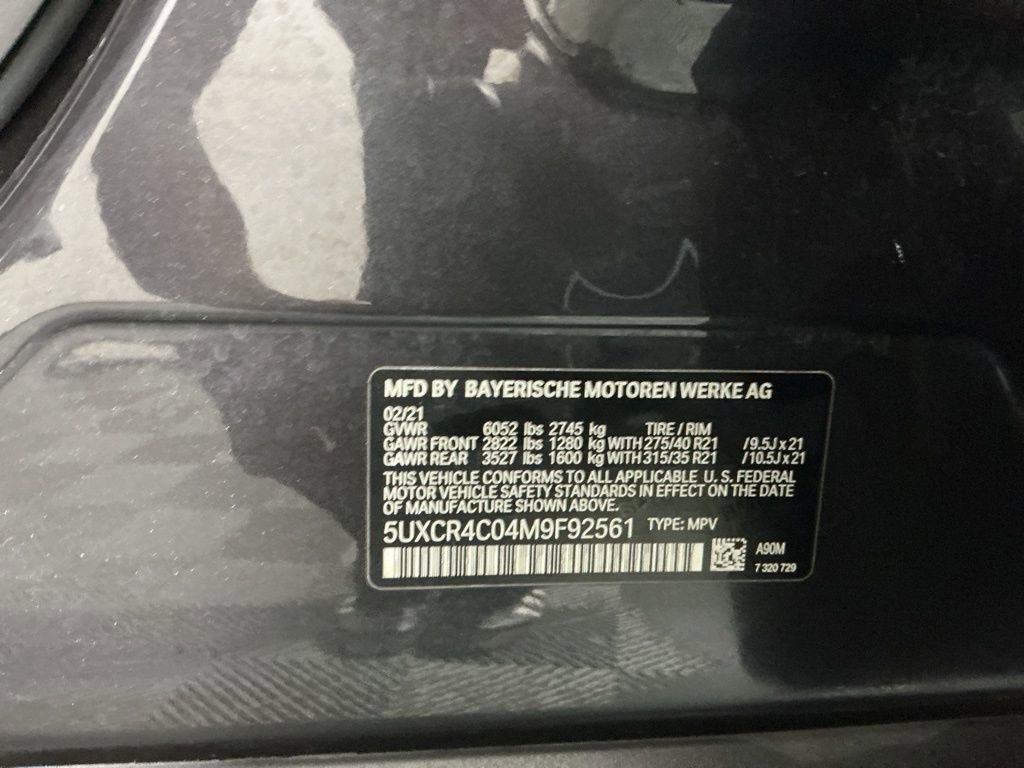 MFD BY BAYERISCHE MOTOREN WERKE AG
02/21
GVWR 6052 lbs 2745 kg TIRE / RIM
GAWR FRONT 2822 lbs 1280 kg WITH 275/40 R21 /9.5J x 21
GAWR REAR 3527 lbs 1600 kg WITH 315/35 R21 /10.5J x 21
THIS VEHICLE CONFORMS TO ALL APPLICABLE U.S. FEDERAL
MOTOR VEHICLE SAFETY STANDARDS IN EFFECT ON THE DATE
OF MANUFACTURE SHOWN ABOVE.
5UXCR4C04M9F92561 TYPE: MPV
A90M
7 320 729